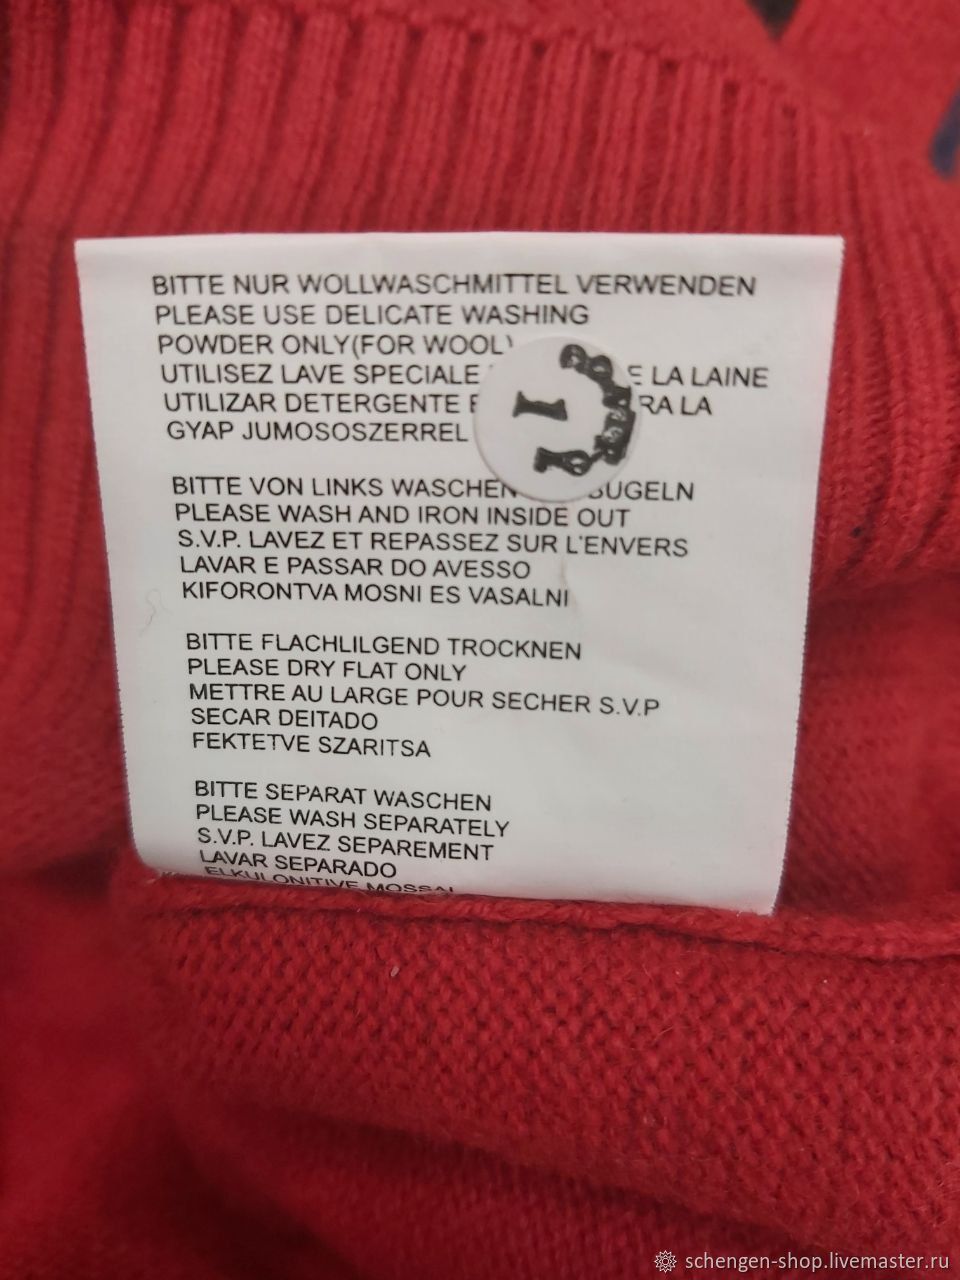 BITTE NUR WOLLWASCHMITTEL VERWENDEN
PLEASE USE DELICATE WASHING
POWDER ONLY(FOR WOOL)
UTILISEZ LAVE SPECIALE LA LAINE
UTILIZAR DETERGENTE LA
GYAP JUMOSOSZERREL
BITTE VON LINKS WASCHEN
PLEASE WASH AND IRON INSIDE OUT
S.V.P. LAVEZ ET REPASSEZ SUR L'ENVERS
LAVAR E PASSAR DO AVESSO
KIFORONTVA MOSNI ES VASALNI
BITTE FLACHLILGEND TROCKNEN
PLEASE DRY FLAT ONLY
METTRE AU LARGE POUR SECHER S.V.P
SECAR DEITADO
FEKTETVE SZARITSA
BITTE SEPARAT WASCHEN
PLEASE WASH SEPARATELY
S.V.P. LAVEZ SEPAREMENT
LAVAR SEPARADO
ELKULONITIVE
schengen-shop.livemaster.ru